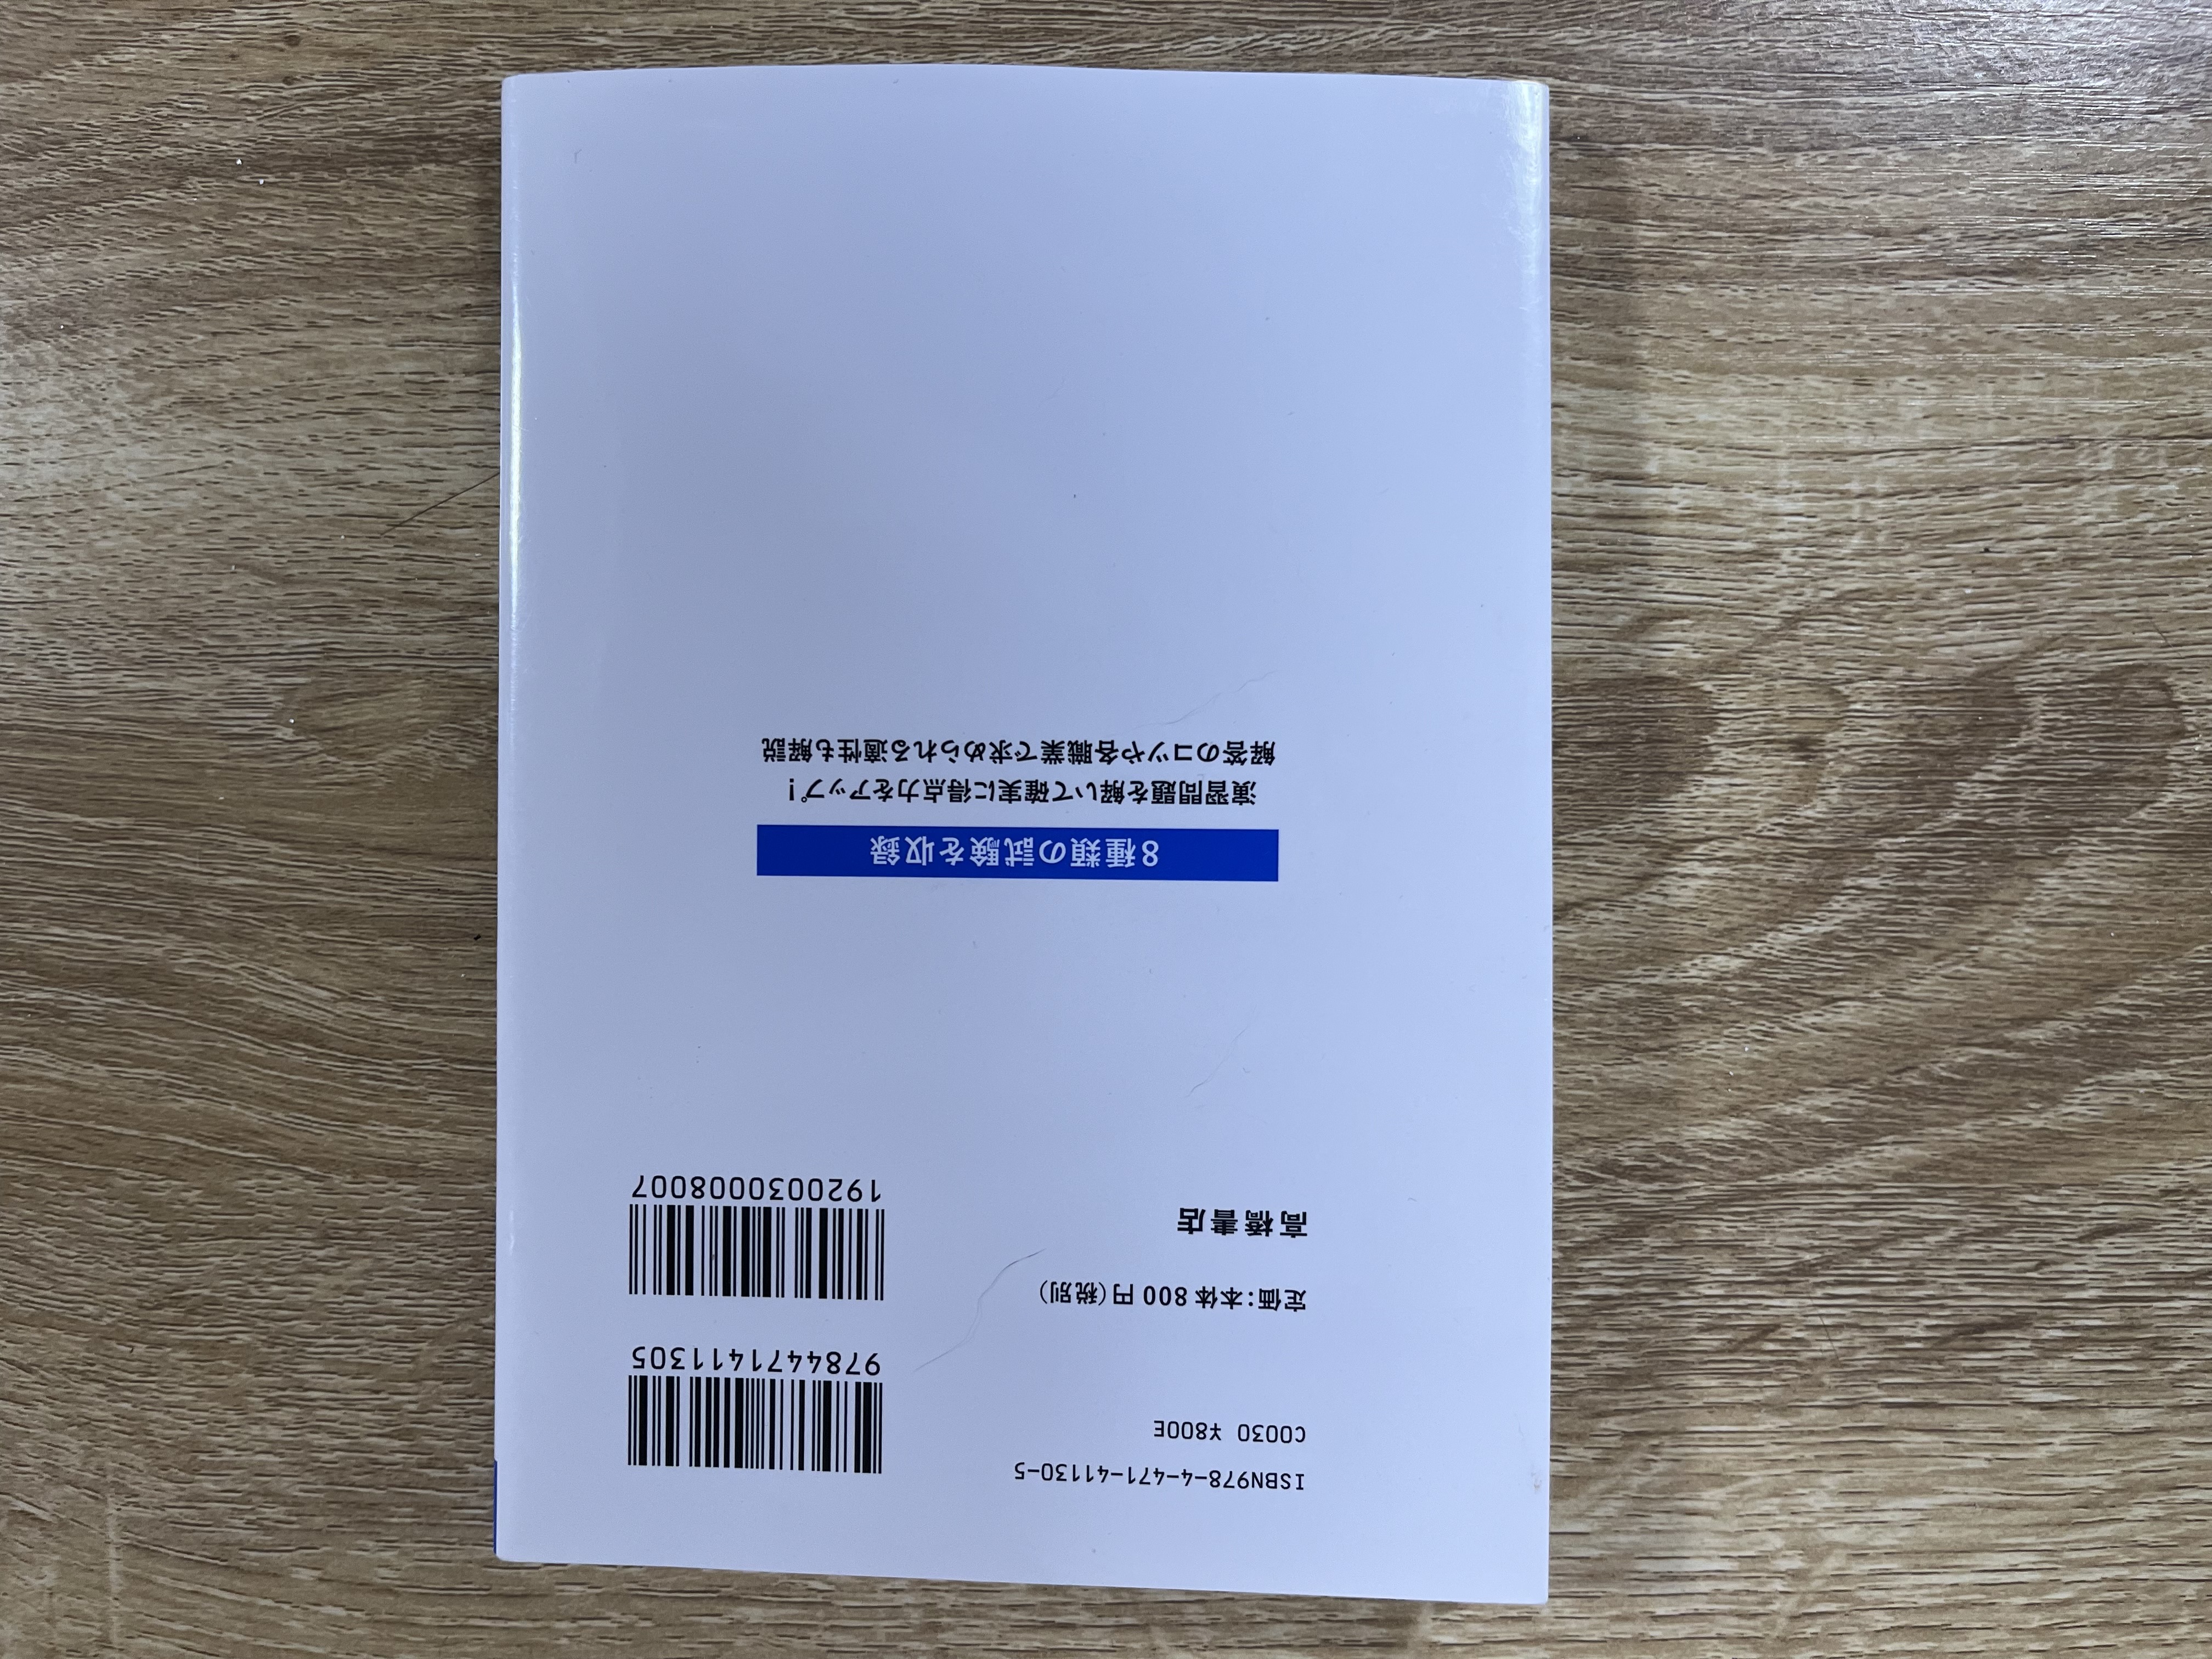 ISBN978-4-471-41130-5
C0030 ¥800E
9784471411305
定価:本体800円(税別)
高橋書店
1920030008007
8種類の試験を収録
演習問題を解いて確実に得点力をアップ!
解答のコツや各職業で求められる適性も解説